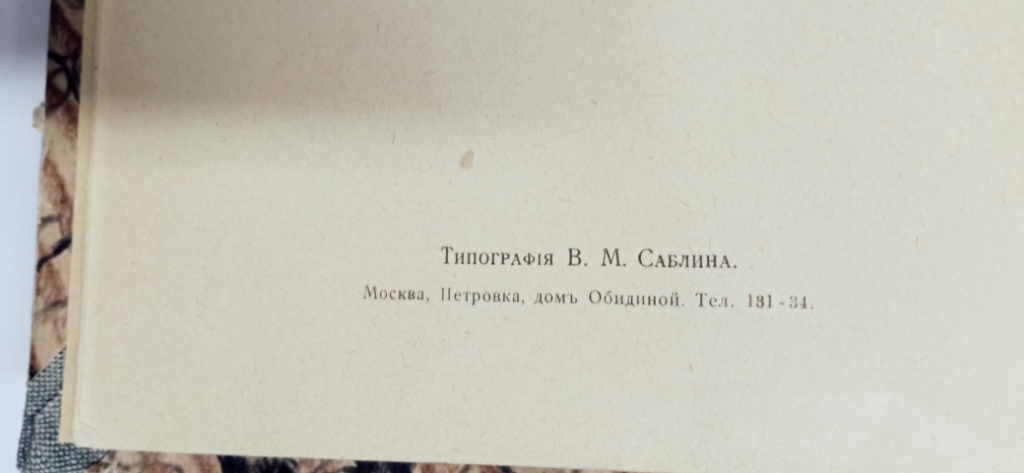 Типографія В. М. Саблина.
Москва, Петровка, домъ Обидиной. Тел. 131-34.